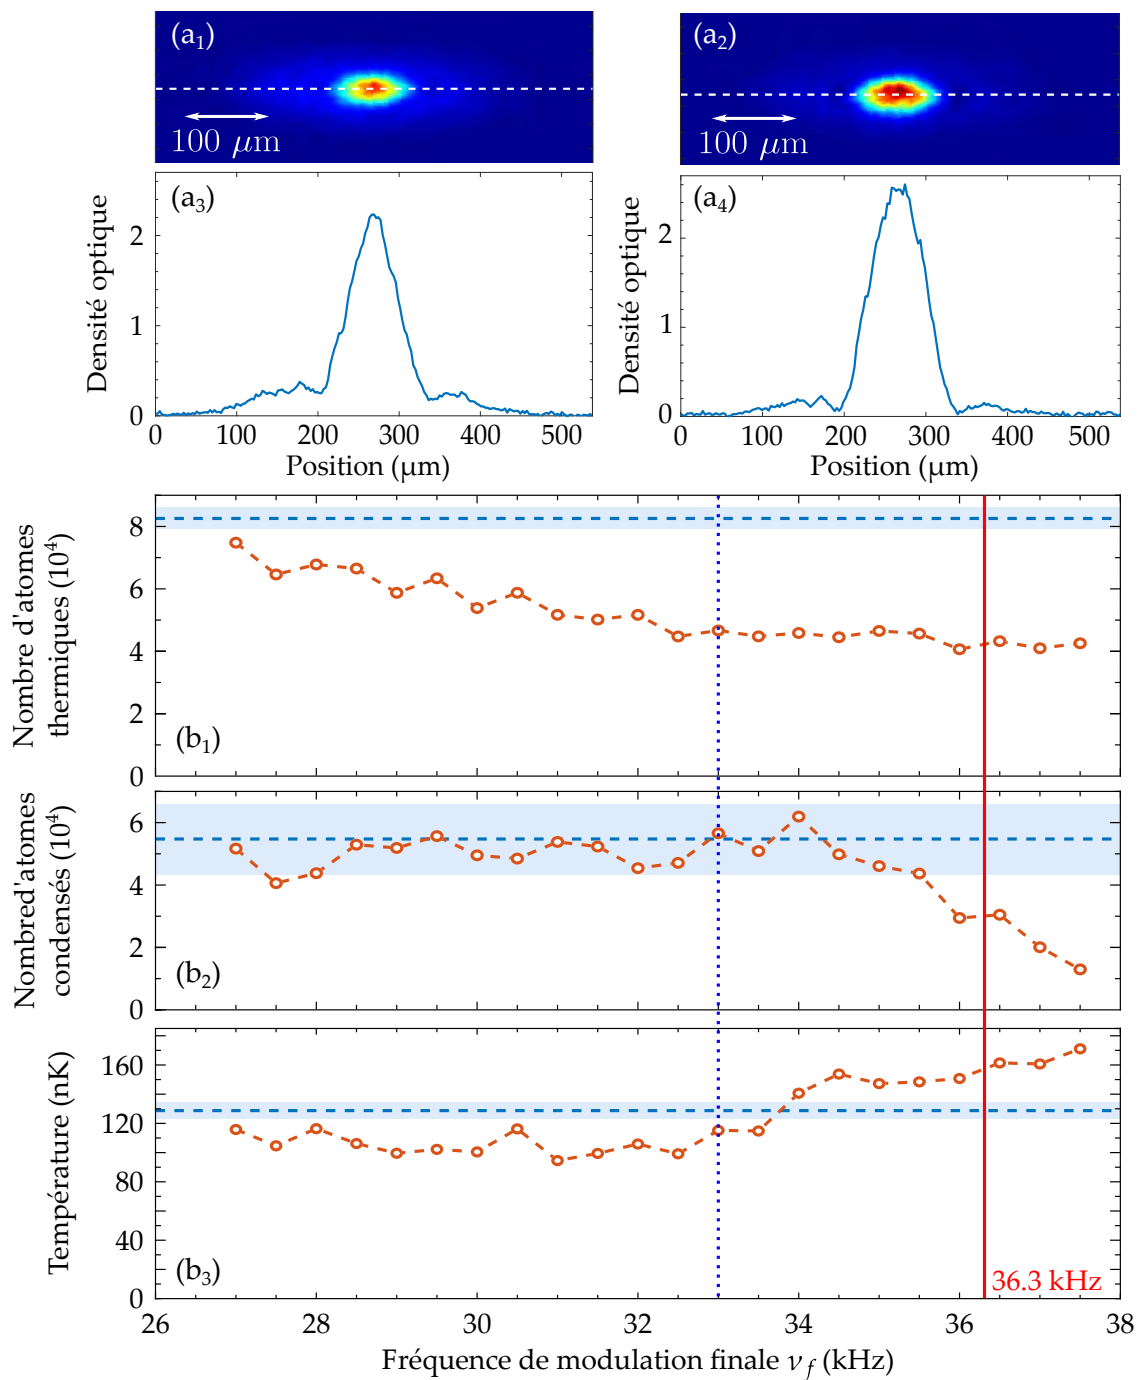 (a1)
(a2)
100 μm
100 μm
(a3)
(a4)
Densité optique
2
1
0
0 100 200 300 400 500
Position (μm)
Densité optique
2
1
0
0 100 200 300 400 500
Position (μm)
Nombre d'atomes
thermiques (10⁴)
8
6
4
2
0
(b1)
Nombred'atomes
condensés (10⁴)
6
4
2
0
(b2)
Température (nK)
160
120
80
40
0
(b3)
36.3 kHz
26 28 30 32 34 36 38
Fréquence de modulation finale νf (kHz)